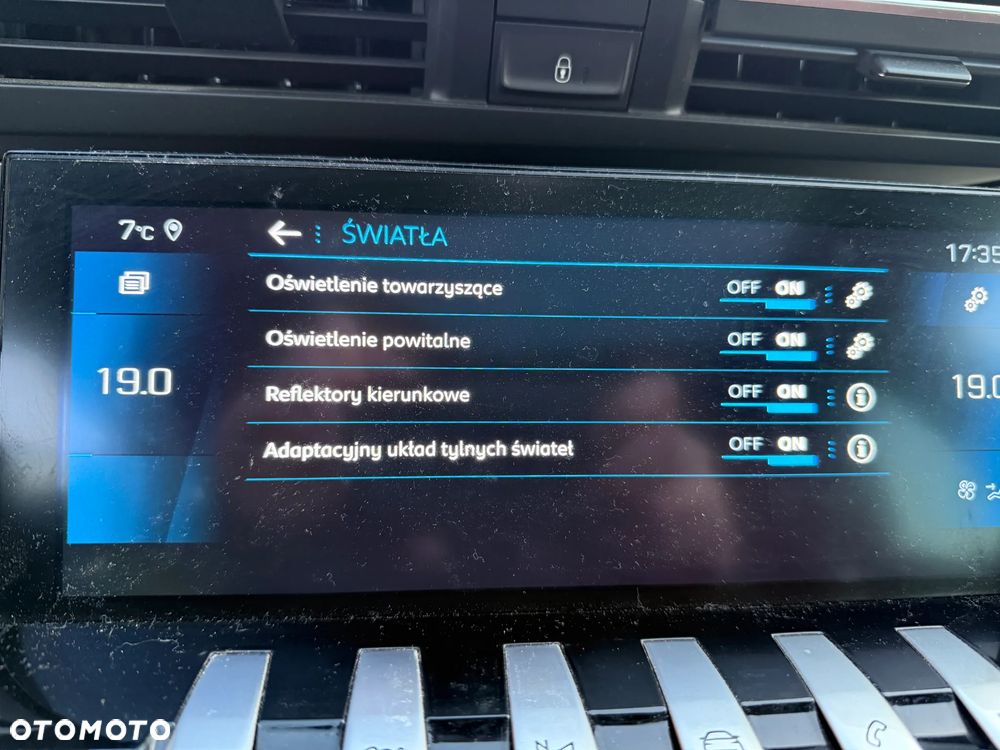 7°C
ŚWIATŁA
17:35
Oświetlenie towarzyszące OFF ON
Oświetlenie powitalne OFF ON
19.0
19.0
Reflektory kierunkowe OFF ON
Adaptacyjny układ tylnych świateł OFF ON
OTOMOTO
N